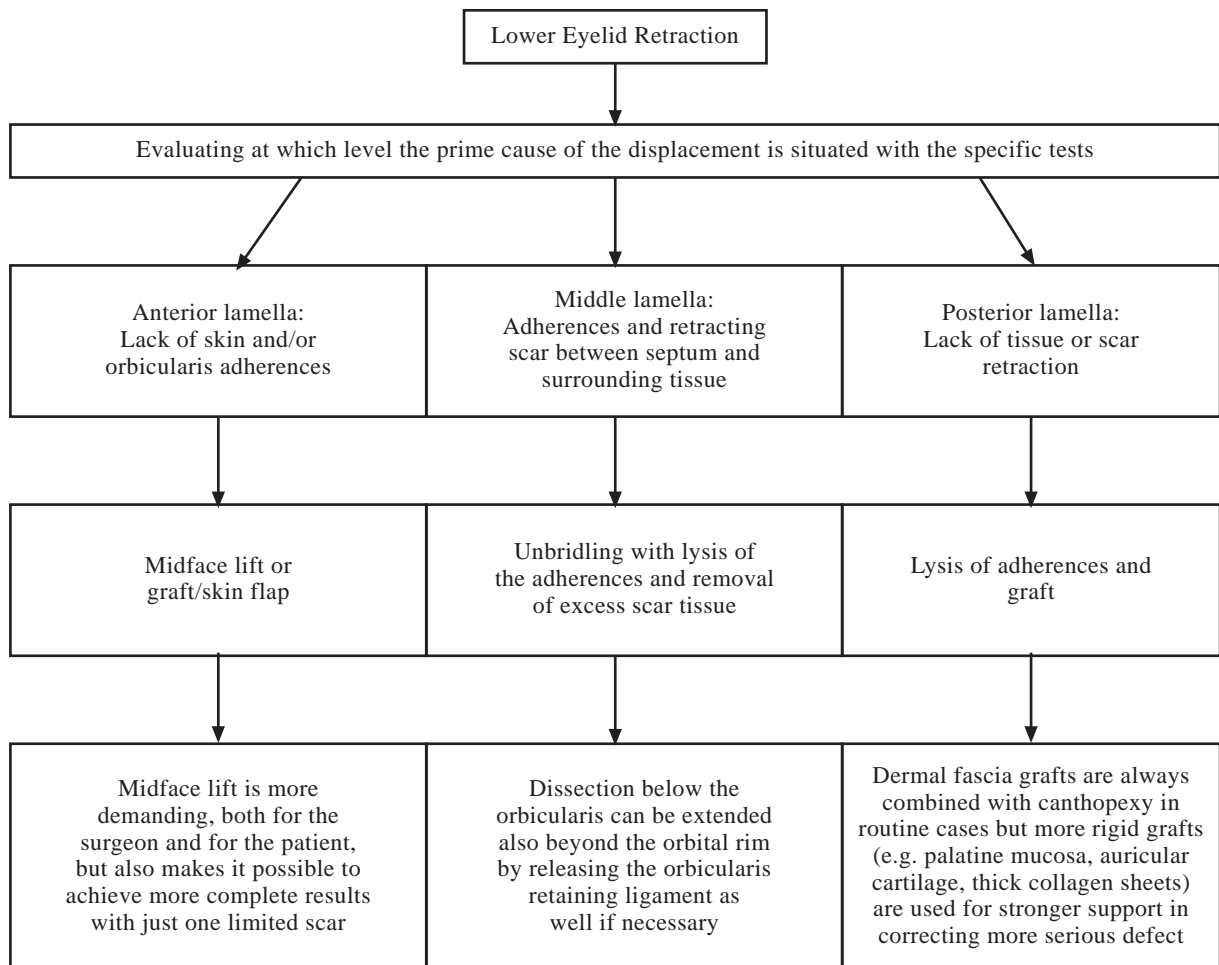 Lower Eyelid Retraction
Evaluating at which level the prime cause of the displacement is situated with the specific tests
Anterior lamella:
Lack of skin and/or
orbicularis adherences
Middle lamella:
Adherences and retracting
scar between septum and
surrounding tissue
Posterior lamella:
Lack of tissue or scar
retraction
Midface lift or
graft/skin flap
Unbridling with lysis of
the adherences and removal
of excess scar tissue
Lysis of adherences and
graft
Midface lift is more
demanding, both for the
surgeon and for the patient,
but also makes it possible to
achieve more complete results
with just one limited scar
Dissection below the
orbicularis can be extended
also beyond the orbital rim
by releasing the orbicularis
retaining ligament as
well if necessary
Dermal fascia grafts are always
combined with canthopexy in
routine cases but more rigid grafts
(e.g. palatine mucosa, auricular
cartilage, thick collagen sheets)
are used for stronger support in
correcting more serious defect